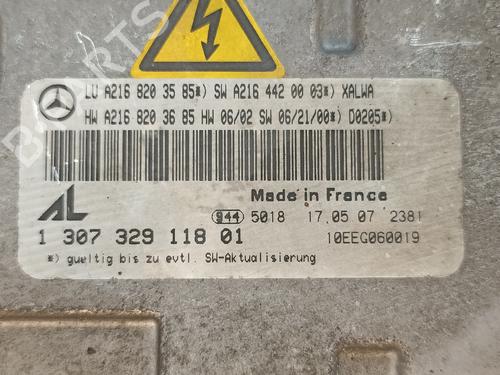 LU A216 820 35 85*) SW A216 442 00 03*) XALWA
HW A216 820 36 85 HW 06/02 SW 06/21/00*) D0205*)
AL
Made in France
944 5018 17.05.07 2381
1 307 329 118 01
10EEG060019
*) gueltig bis zu evtl. SW-Aktualisierung
B-PARTS